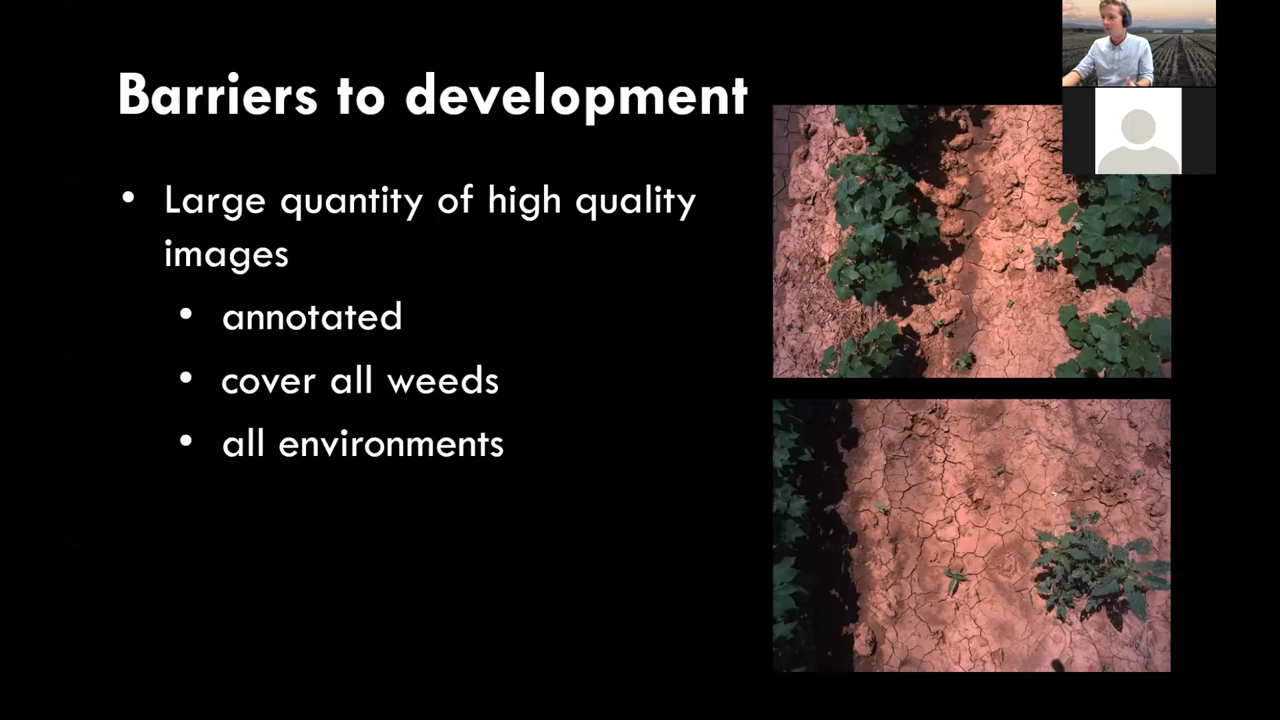 Barriers to development
• Large quantity of high quality
images
• annotated
• cover all weeds
• all environments